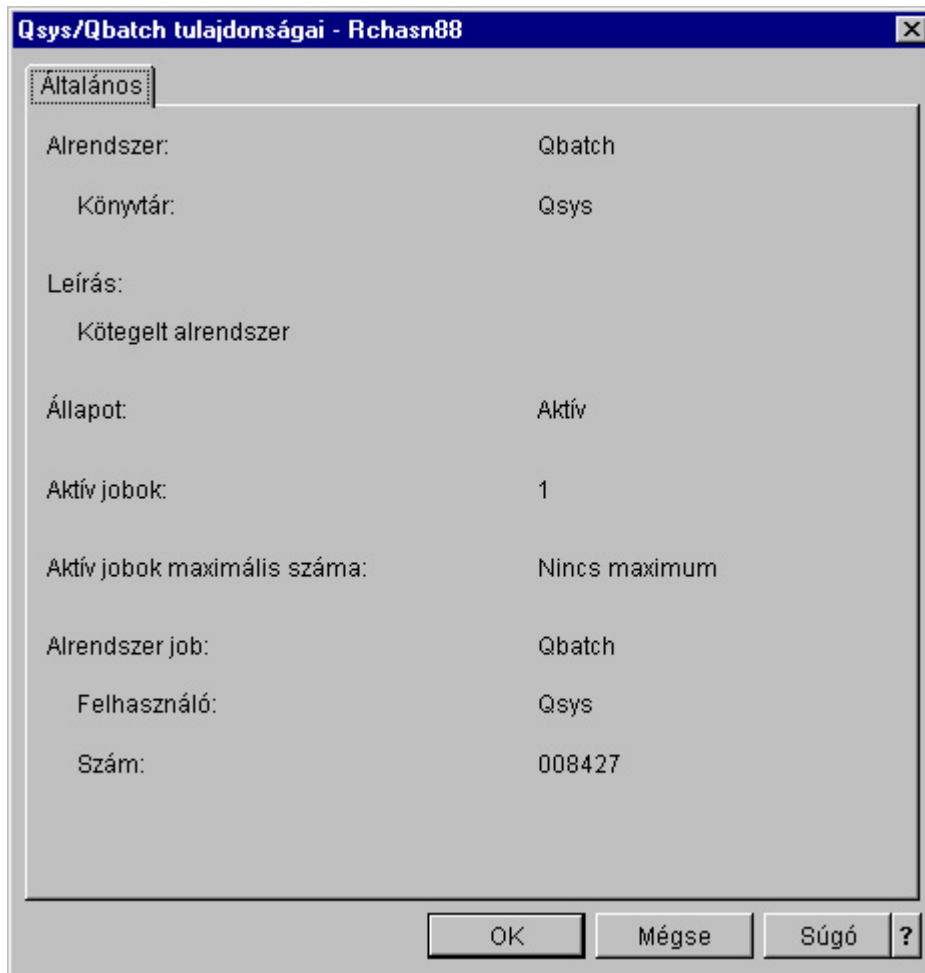 Qsys/Qbatch tulajdonságai - Rchasn88
Általános
Alrendszer: Qbatch
Könyvtár: Qsys
Leírás:
Kötegelt alrendszer
Állapot: Aktív
Aktív jobok: 1
Aktív jobok maximális száma: Nincs maximum
Alrendszer job: Qbatch
Felhasználó: Qsys
Szám: 008427
OK Mégse Súgó ?